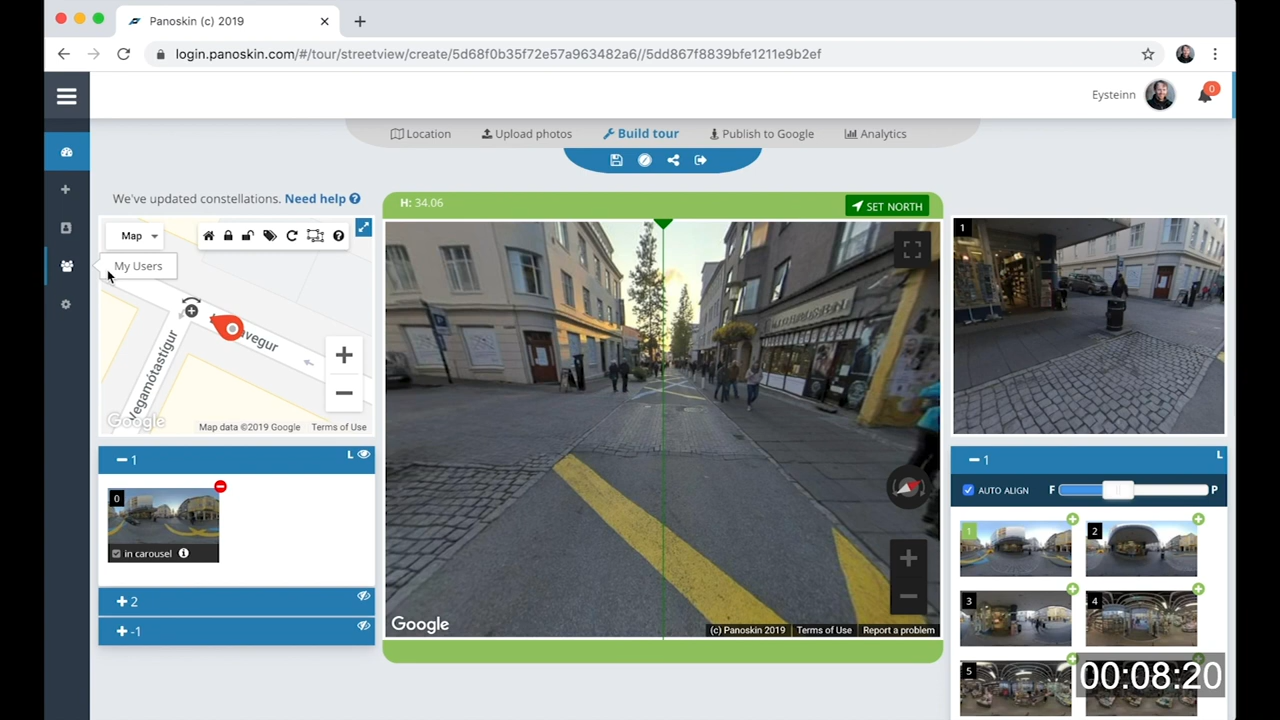 Panoskin (c) 2019
login.panoskin.com/#/tour/streetview/create/5d68f0b35f72e57a963482a6//5dd867f8839bfe1211e9b2ef
Eysteinn
0
Location
Upload photos
Build tour
Publish to Google
Analytics
We've updated constellations. Need help
H: 34.06
SET NORTH
Map
My Users
avegur
Vegamótastígur
Google
Map data ©2019 Google
Terms of Use
1
L
0
in carousel
2
-1
Google
(c) Panoskin 2019
Terms of Use
Report a problem
1
1
L
AUTO ALIGN
F
P
1
2
3
4
5
00:08:20